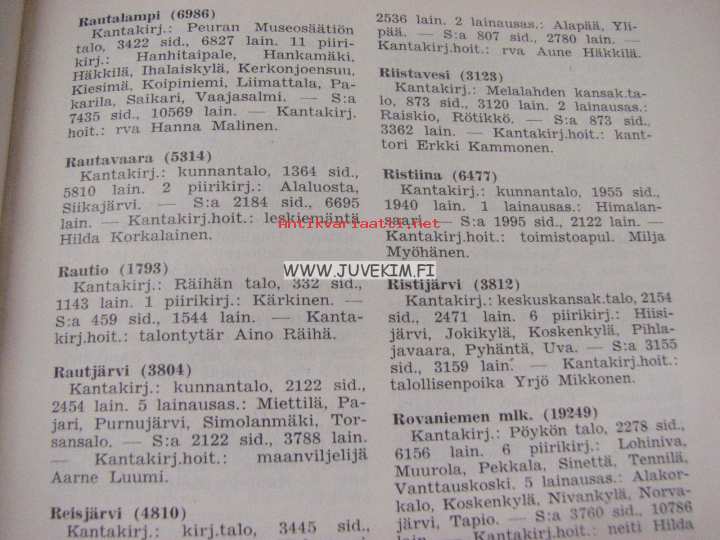 Rautalampi (6986)
Kantakirj.: Peuran Museosäätiön
talo, 3422 sid., 6827 lain. 11 piiri-
kirj.: Hanhitaipale, Hankamäki,
Häkkilä, Ihalaiskylä, Kerkonjoensuu,
Kiesimä, Koipiniemi, Liimattala, Pa-
karila, Saikari, Vaajasalmi. — S:a
7435 sid., 10569 lain. — Kantakirj.
hoit.: rva Hanna Malinen.
Rautavaara (5314)
Kantakirj.: kunnantalo, 1364 sid.,
5810 lain. 2 piirikirj.: Alaluosta,
Siikajärvi. — S:a 2184 sid., 6695
lain. — Kantakirj.hoit.: leskiemäntä
Hilda Korkalainen.
Rautio (1793)
Kantakirj.: Räihän talo, 332 sid.,
1143 lain. 1 piirikirj.: Kärkinen. —
S:a 459 sid., 1544 lain. — Kanta-
kirj.hoit.: talontytär Aino Räihä.
Rautjärvi (3804)
Kantakirj.: kunnantalo, 2122 sid.,
2454 lain. 5 lainausas.: Miettilä, Pa-
jari, Purnujärvi, Simolanmäki, Tor-
sansalo. — S:a 2122 sid., 3788 lain.
— Kantakirj.hoit.: maanviljelijä
Aarne Luumi.
Reisjärvi (4810)
Kantakirj.: kirj.talo, 3445 sid.,
2536 lain. 2 lainausas.: Alapää, Yli-
pää. — S:a 807 sid., 2780 lain. —
Kantakirj.hoit.: rva Aune Häkkilä.
Riistavesi (3123)
Kantakirj.: Melalahden kansak.ta-
lo, 873 sid., 3120 lain. 2 lainausas.:
Raiskio, Rötikkö. — S:a 873 sid.,
3362 lain. — Kantakirj.hoit.: kant-
tori Erkki Kammonen.
Ristiina (6477)
Kantakirj.: kunnantalo, 1955 sid.,
1940 lain. 1 lainausas.: Himalan-
saari. — S:a 1995 sid., 2122 lain. —
Kantakirj.hoit.: toimistoapul. Milja
Myöhänen.
Ristijärvi (3812)
Kantakirj.: keskuskansak.talo, 2154
sid., 2471 lain. 6 piirikirj.: Hiisi-
järvi, Jokikylä, Koskenkylä, Pihla-
javaara, Pyhäntä, Uva. — S:a 3155
sid., 3159 lain. — Kantakirj.hoit.:
talollisenpoika Yrjö Mikkonen.
Rovaniemen mlk. (19249)
Kantakirj.: Pöykön talo, 2278 sid.,
6156 lain. 6 piirikirj.: Lohiniva,
Muurola, Pekkala, Sinettä, Tennilä,
Vanttauskoski. 5 lainausas.: Alakor-
kalo, Koskenkylä, Nivankylä, Norva-
järvi, Tapio. — S:a 3760 sid., 10786
lain. — Kantakirj.hoit.: neiti Hilda
Antikvariaatti.net
WWW.JUVEKIM.FI